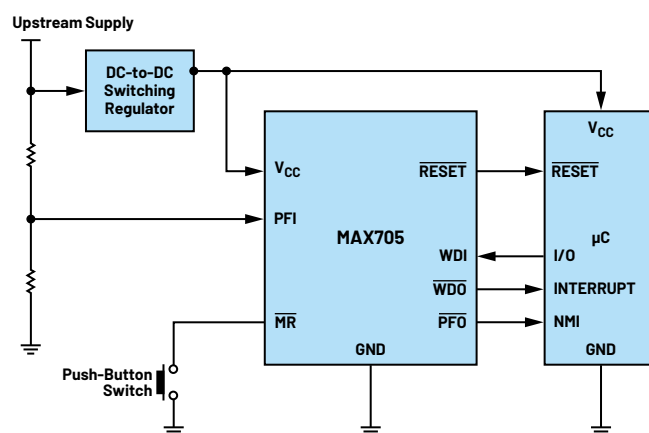 Upstream Supply
DC-to-DC
Switching
Regulator
VCC
VCC
RESET
RESET
PFI
MAX705
µC
WDI
I/O
WDO
INTERRUPT
MR
PFO
NMI
GND
GND
Push-Button
Switch